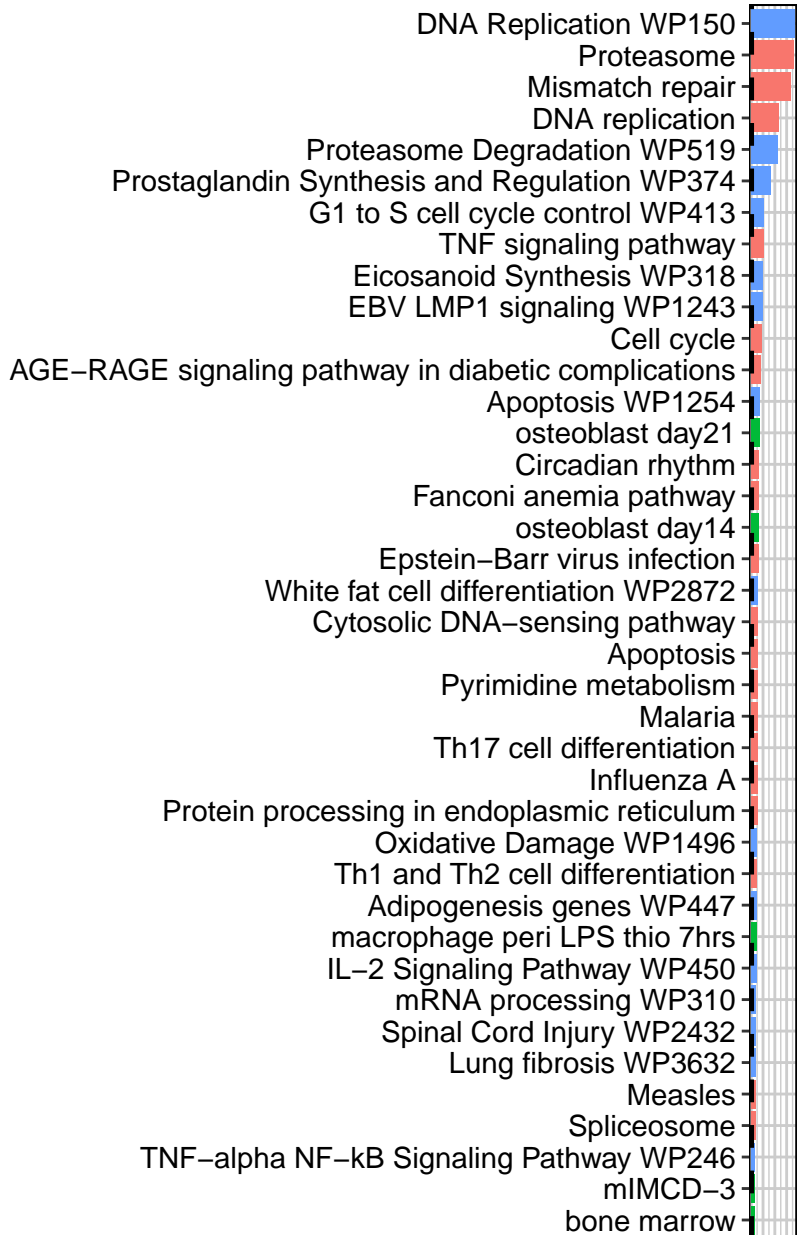 DNA Replication WP150
Proteasome
Mismatch repair
DNA replication
Proteasome Degradation WP519
Prostaglandin Synthesis and Regulation WP374
G1 to S cell cycle control WP413
TNF signaling pathway
Eicosanoid Synthesis WP318
EBV LMP1 signaling WP1243
Cell cycle
AGE−RAGE signaling pathway in diabetic complications
Apoptosis WP1254
osteoblast day21
Circadian rhythm
Fanconi anemia pathway
osteoblast day14
Epstein−Barr virus infection
White fat cell differentiation WP2872
Cytosolic DNA−sensing pathway
Apoptosis
Pyrimidine metabolism
Malaria
Th17 cell differentiation
Influenza A
Protein processing in endoplasmic reticulum
Oxidative Damage WP1496
Th1 and Th2 cell differentiation
Adipogenesis genes WP447
macrophage peri LPS thio 7hrs
IL−2 Signaling Pathway WP450
mRNA processing WP310
Spinal Cord Injury WP2432
Lung fibrosis WP3632
Measles
Spliceosome
TNF−alpha NF−kB Signaling Pathway WP246
mIMCD−3
bone marrow